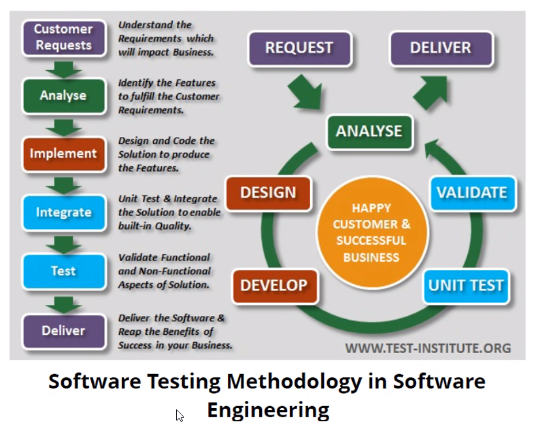 Customer
Requests
Understand the
Requirements which
will impact Business.
Analyse
Identify the Features
to fulfill the Customer
Requirements.
Implement
Design and Code the
Solution to produce
the Features.
Integrate
Unit Test & Integrate
the Solution to enable
built-in Quality.
Test
Validate Functional
and Non-Functional
Aspects of Solution.
Deliver
Deliver the Software &
Reap the Benefits of
Success in your Business.
REQUEST
DELIVER
ANALYSE
DESIGN
VALIDATE
HAPPY
CUSTOMER &
SUCCESSFUL
BUSINESS
DEVELOP
UNIT TEST
WWW.TEST-INSTITUTE.ORG
Software Testing Methodology in Software
Engineering